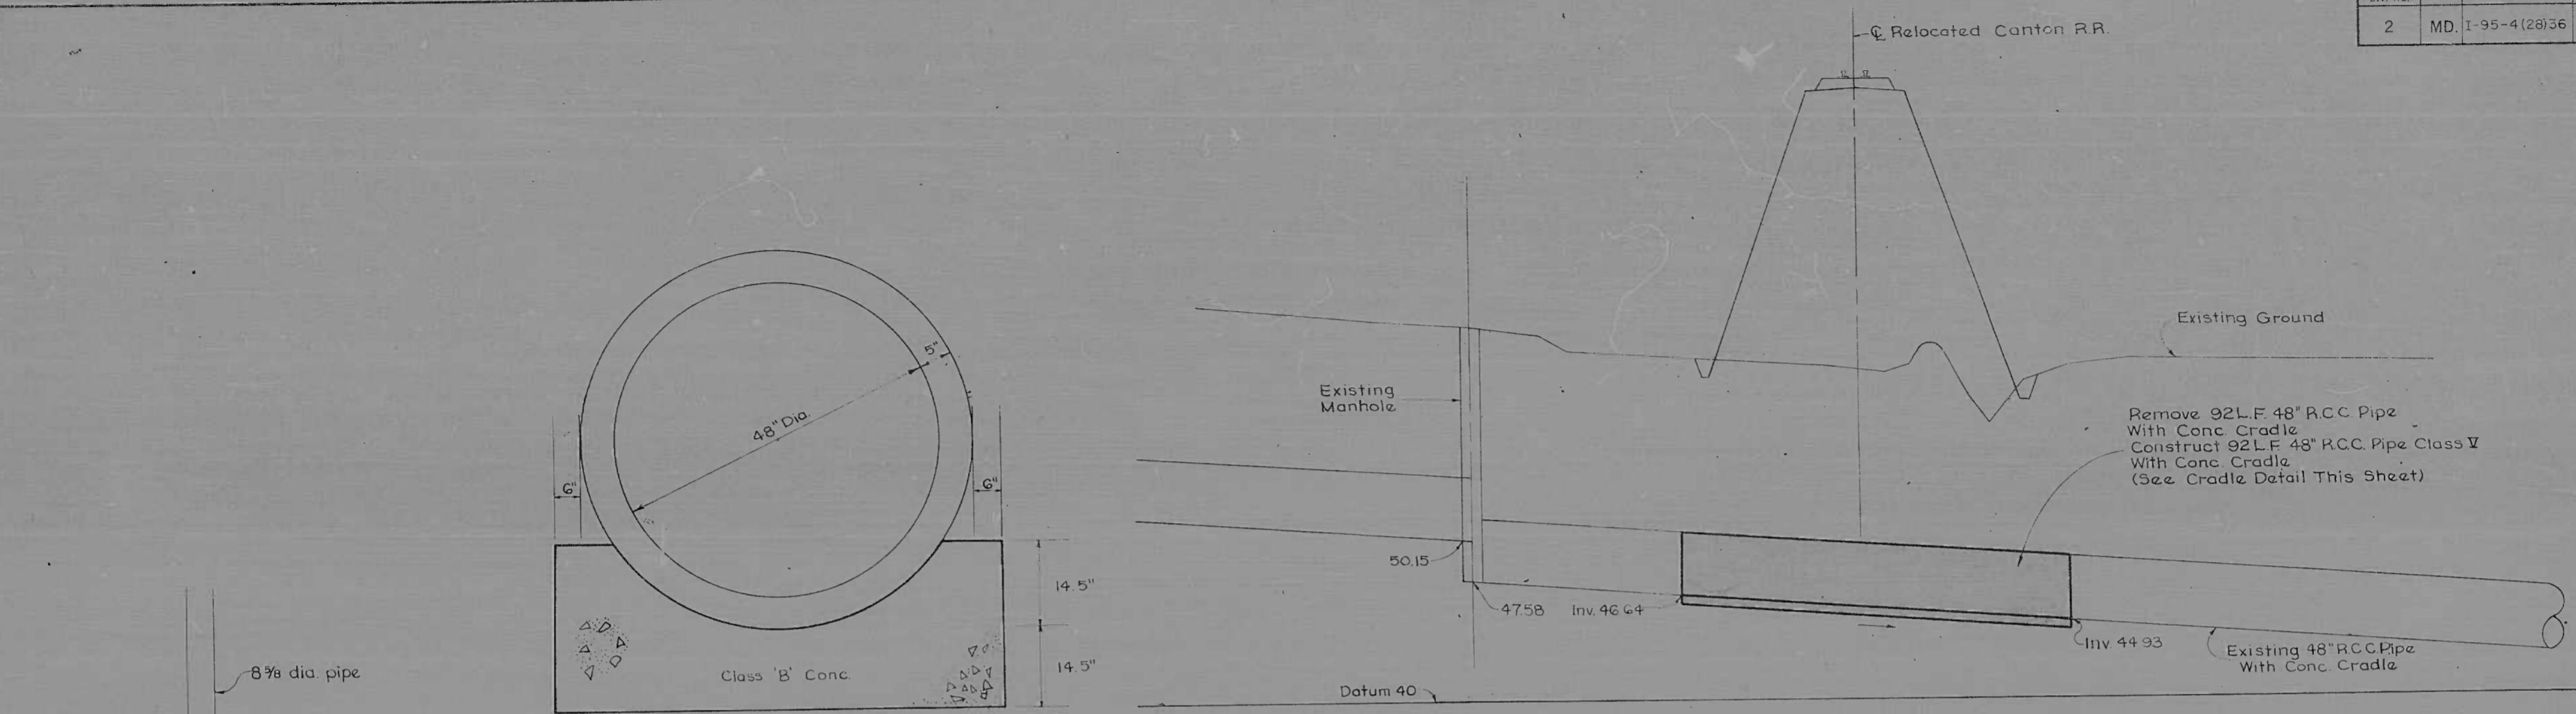 2 MD. I-95-4(28)36
℄ Relocated Canton R.R.
Existing Ground
5"
48" Dia.
6"
6"
Existing
Manhole
Remove 92 L.F. 48" R.C.C. Pipe
With Conc. Cradle
Construct 92 L.F. 48" R.C.C. Pipe Class V
With Conc. Cradle
(See Cradle Detail This Sheet)
14.5"
50.15
47.58
Inv. 46.64
Inv. 44.93
Existing 48" R.C.C. Pipe
With Conc. Cradle
8 5/8 dia. pipe
Class 'B' Conc.
14.5"
Datum 40